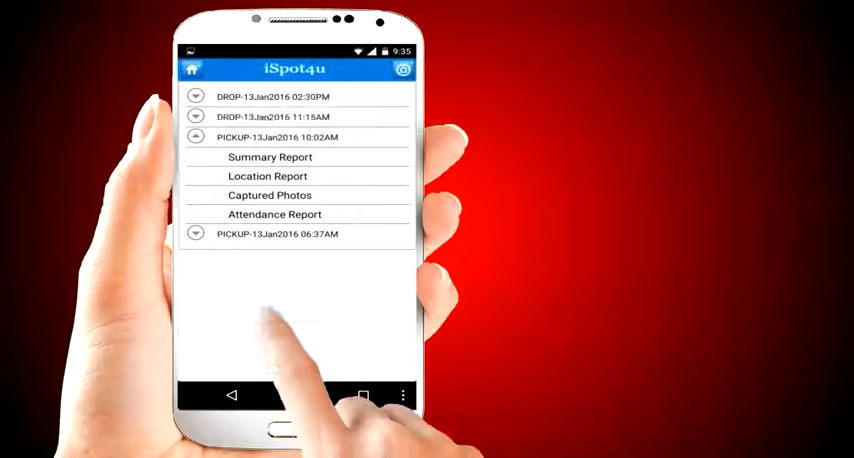 9:35
iSpot4u
DROP-13Jan2016 02:30PM
DROP-13Jan2016 11:15AM
PICKUP-13Jan2016 10:02AM
Summary Report
Location Report
Captured Photos
Attendance Report
PICKUP-13Jan2016 06:37AM